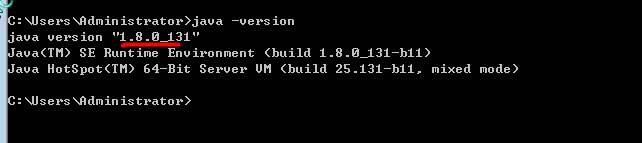 C:\Users\Administrator>java -version
java version "1.8.0_131"
Java(TM) SE Runtime Environment (build 1.8.0_131-b11)
Java HotSpot(TM) 64-Bit Server VM (build 25.131-b11, mixed mode)
C:\Users\Administrator>